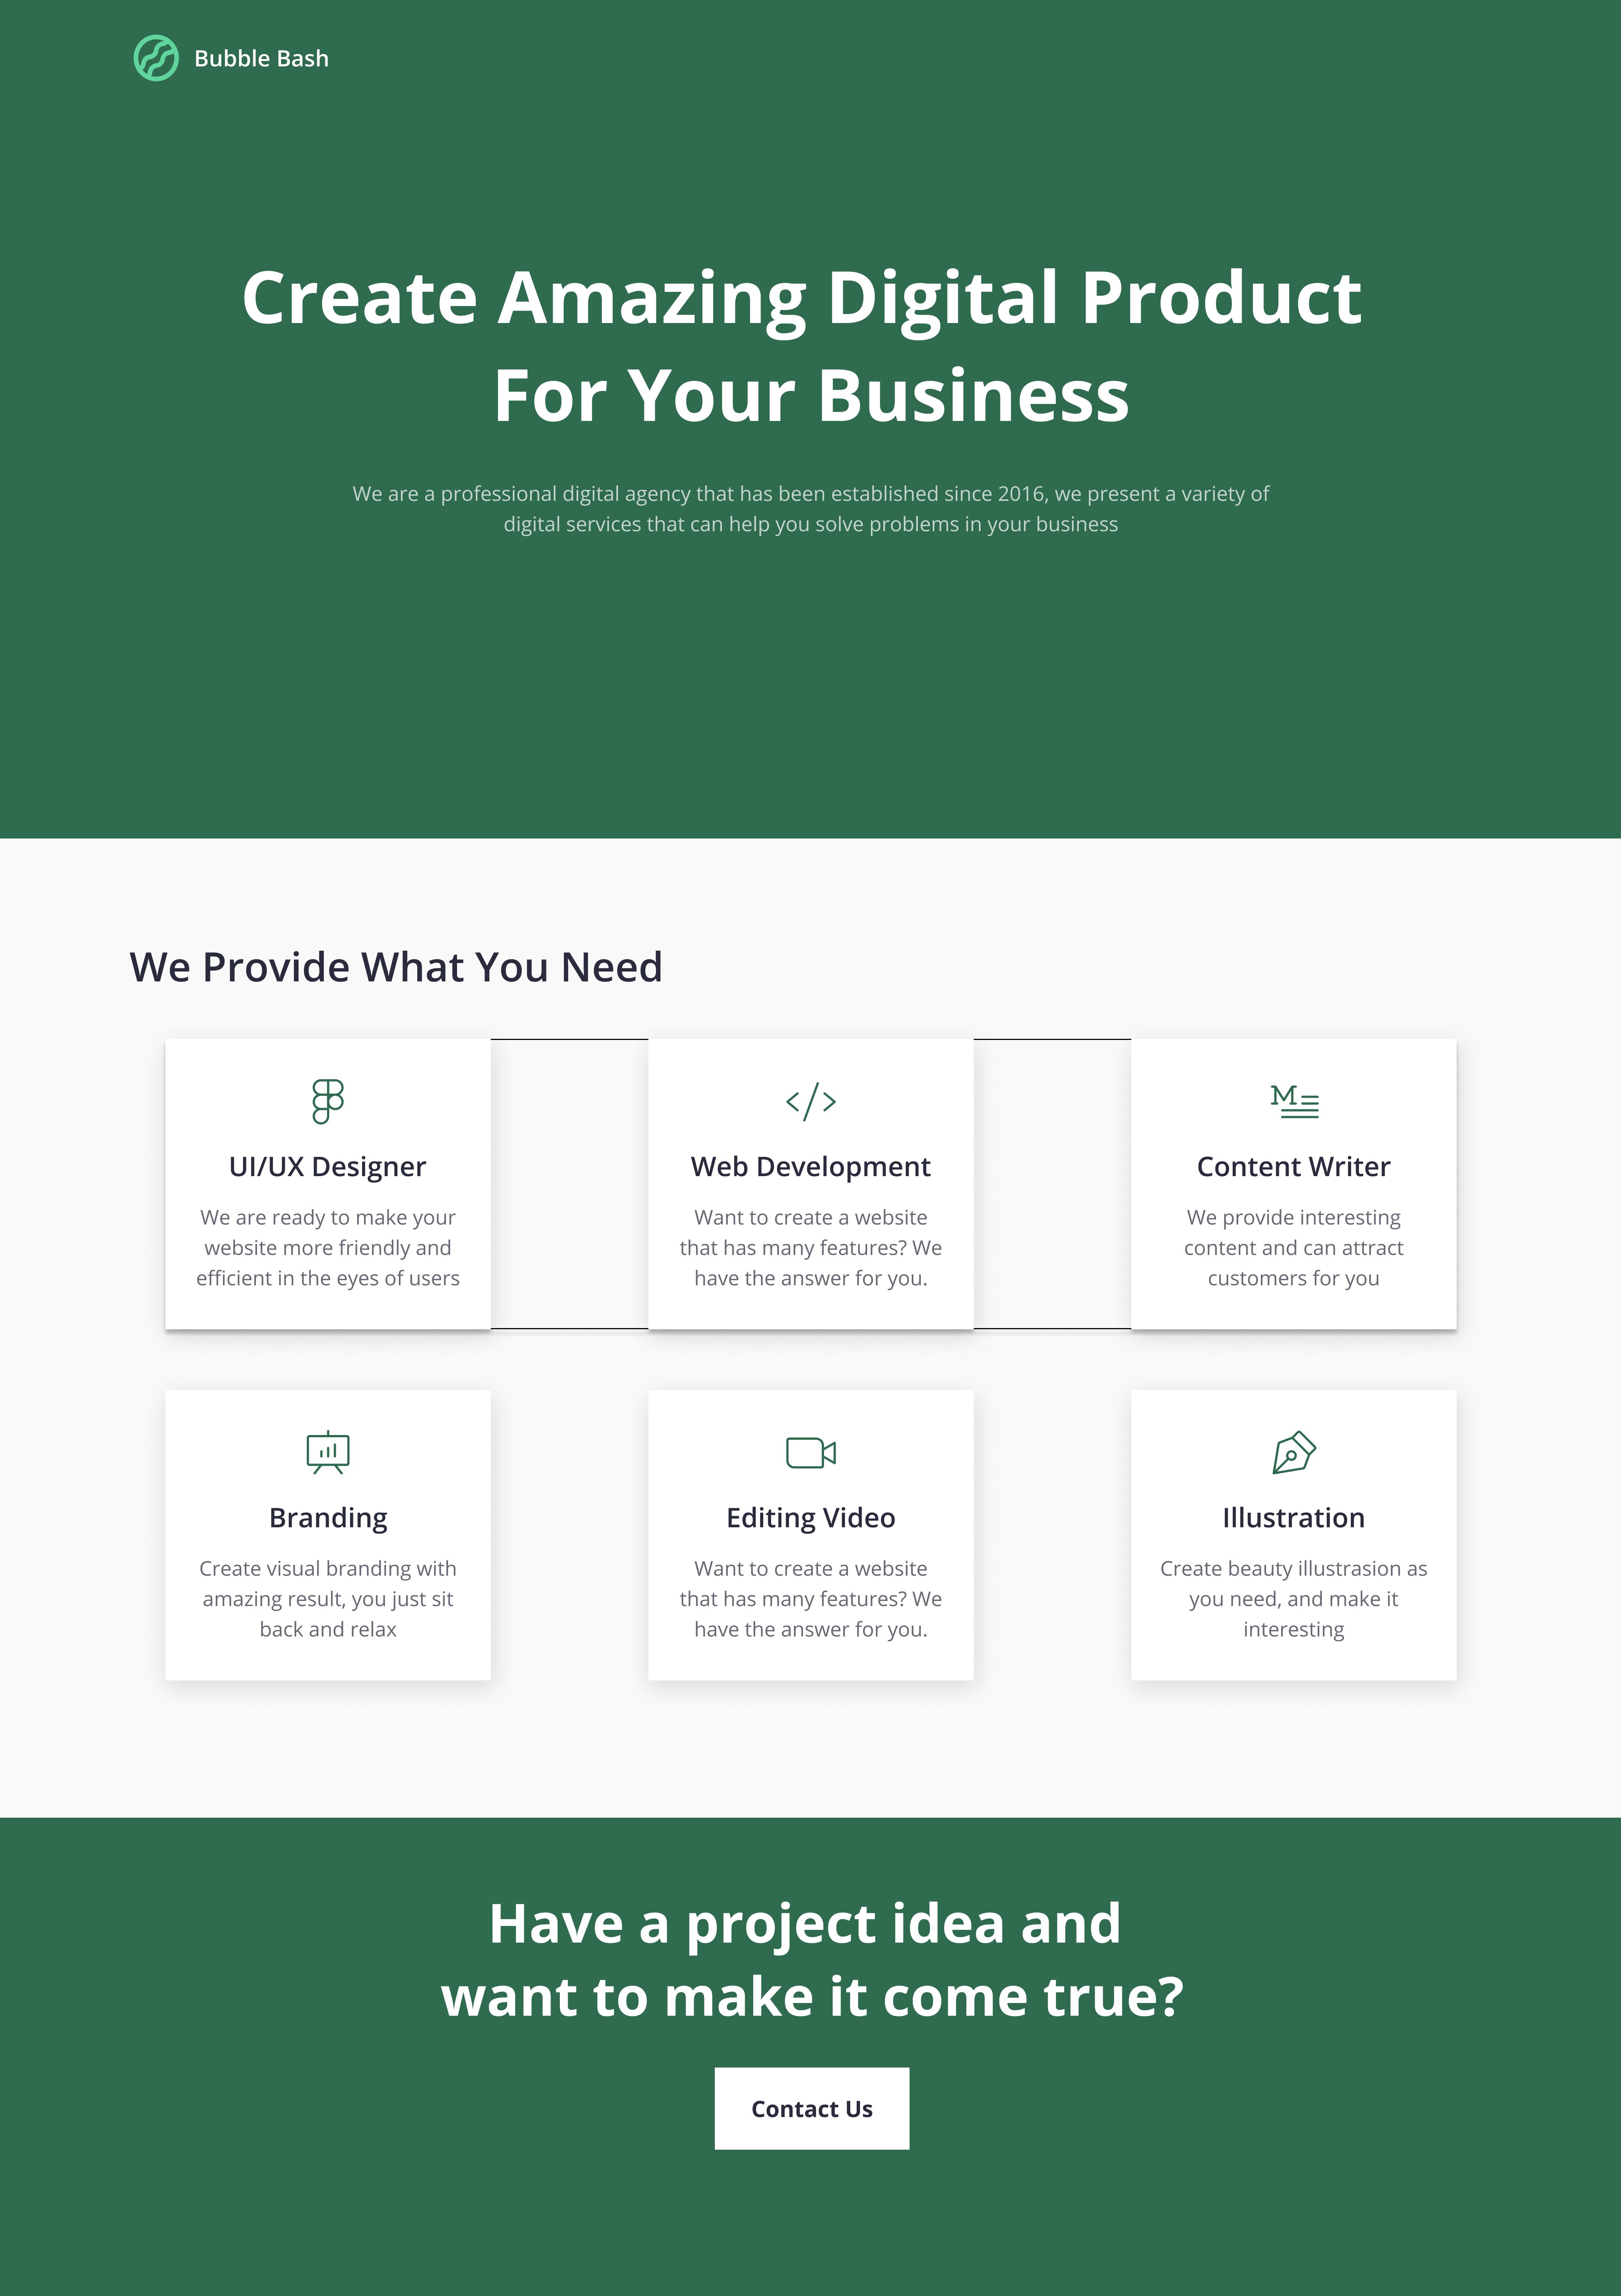 Bubble Bash
Create Amazing Digital Product
For Your Business
We are a professional digital agency that has been established since 2016, we present a variety of
digital services that can help you solve problems in your business
We Provide What You Need
UI/UX Designer
We are ready to make your
website more friendly and
efficient in the eyes of users
Web Development
Want to create a website
that has many features? We
have the answer for you.
Content Writer
We provide interesting
content and can attract
customers for you
Branding
Create visual branding with
amazing result, you just sit
back and relax
Editing Video
Want to create a website
that has many features? We
have the answer for you.
Illustration
Create beauty illustrasion as
you need, and make it
interesting
Have a project idea and
want to make it come true?
Contact Us